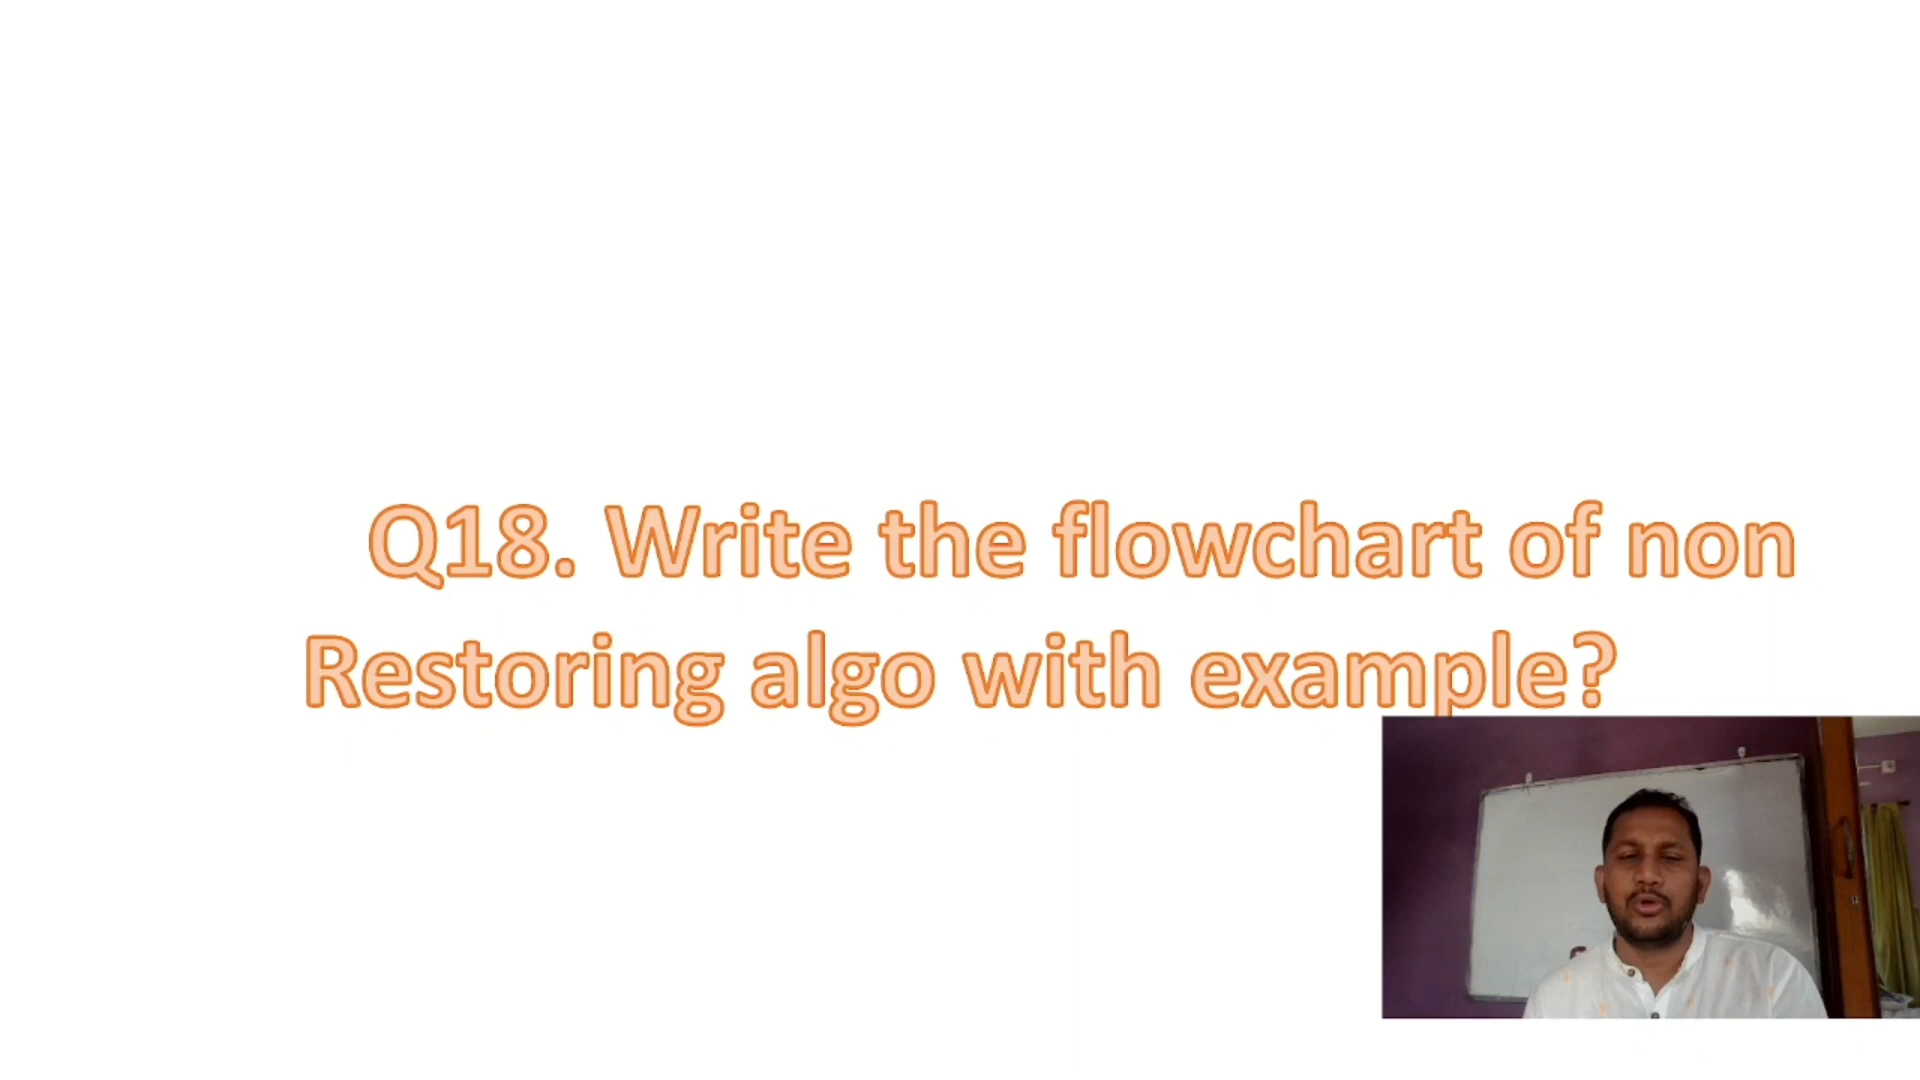 Q18. Write the flowchart of non
Restoring algo with example?